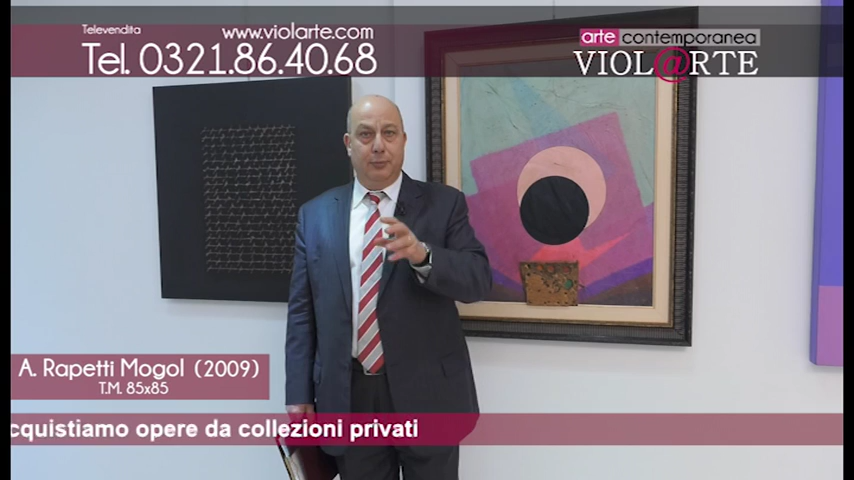 Televendita
www.violarte.com
Tel. 0321.86.40.68
arte contemporanea
VIOL@RTE
A. Rapetti Mogol (2009)
T.M. 85x85
cquistiamo opere da collezioni privati